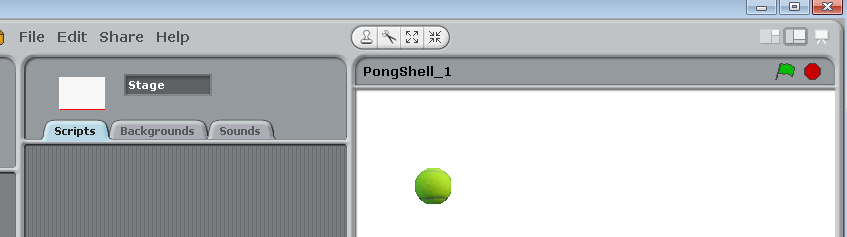 File Edit Share Help
Stage
PongShell_1
Scripts Backgrounds Sounds